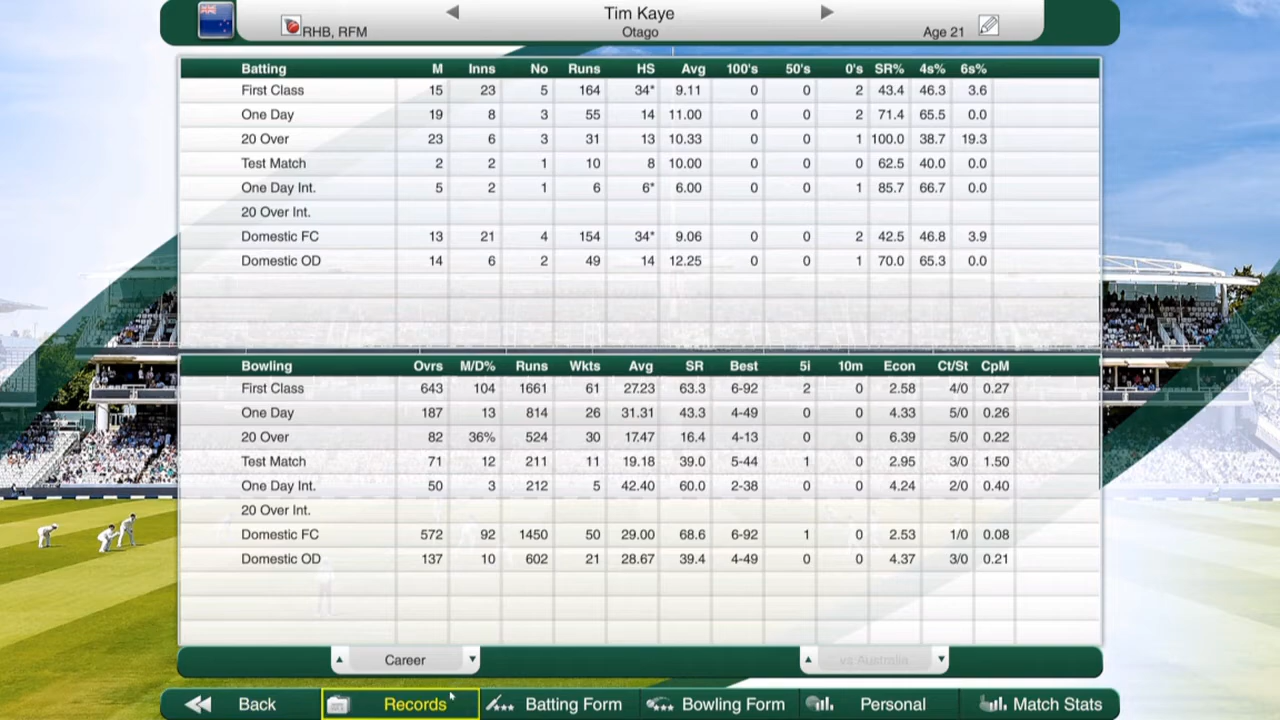 Tim Kaye
RHB, RFM Otago Age 21
Batting M Inns No Runs HS Avg 100's 50's 0's SR% 4s% 6s%
First Class 15 23 5 164 34* 9.11 0 0 2 43.4 46.3 3.6
One Day 19 8 3 55 14 11.00 0 0 2 71.4 65.5 0.0
20 Over 23 6 3 31 13 10.33 0 0 1 100.0 38.7 19.3
Test Match 2 2 1 10 8 10.00 0 0 0 62.5 40.0 0.0
One Day Int. 5 2 1 6 6* 6.00 0 0 1 85.7 66.7 0.0
20 Over Int.
Domestic FC 13 21 4 154 34* 9.06 0 0 2 42.5 46.8 3.9
Domestic OD 14 6 2 49 14 12.25 0 0 1 70.0 65.3 0.0
Bowling Ovrs M/D% Runs Wkts Avg SR Best 5i 10m Econ Ct/St CpM
First Class 643 104 1661 61 27.23 63.3 6-92 2 0 2.58 4/0 0.27
One Day 187 13 814 26 31.31 43.3 4-49 0 0 4.33 5/0 0.26
20 Over 82 36% 524 30 17.47 16.4 4-13 0 0 6.39 5/0 0.22
Test Match 71 12 211 11 19.18 39.0 5-44 1 0 2.95 3/0 1.50
One Day Int. 50 3 212 5 42.40 60.0 2-38 0 0 4.24 2/0 0.40
20 Over Int.
Domestic FC 572 92 1450 50 29.00 68.6 6-92 1 0 2.53 1/0 0.08
Domestic OD 137 10 602 21 28.67 39.4 4-49 0 0 4.37 3/0 0.21
Career vs Australia
Back Records Batting Form Bowling Form Personal Match Stats